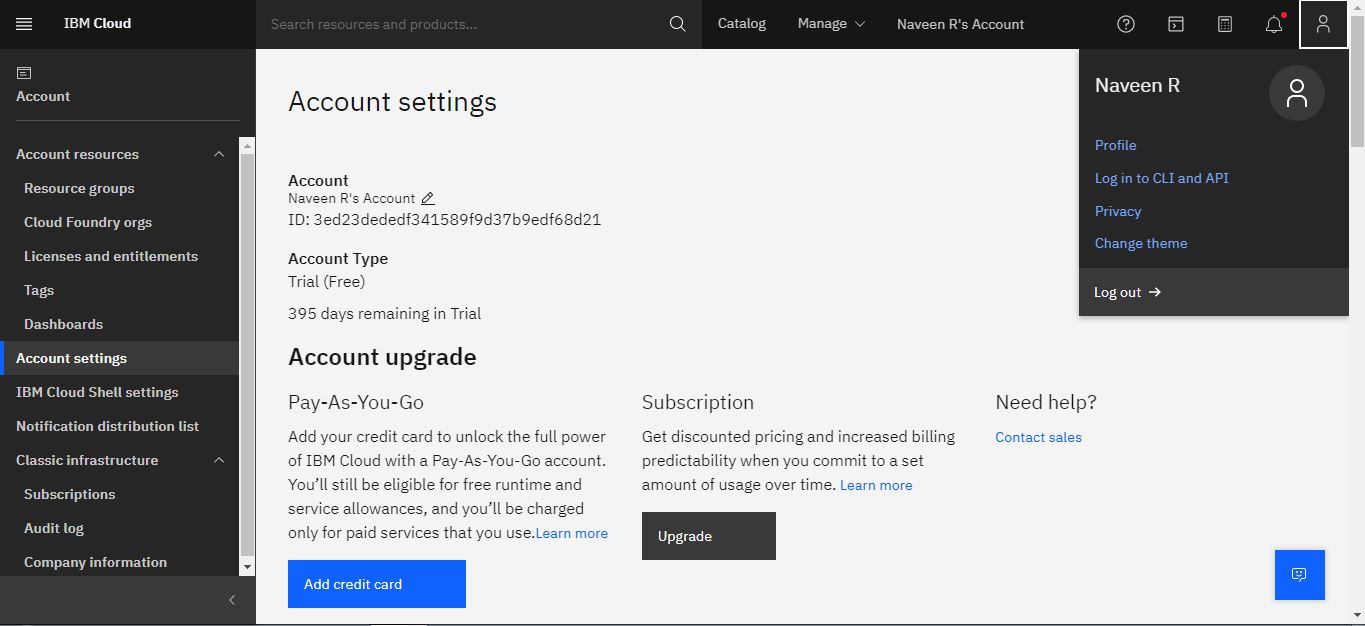 IBM Cloud
Search resources and products...
Catalog
Manage
Naveen R's Account
Account
Account resources
Resource groups
Cloud Foundry orgs
Licenses and entitlements
Tags
Dashboards
Account settings
IBM Cloud Shell settings
Notification distribution list
Classic infrastructure
Subscriptions
Audit log
Company information
Account settings
Account
Naveen R's Account
ID: 3ed23dededf341589f9d37b9edf68d21
Account Type
Trial (Free)
395 days remaining in Trial
Account upgrade
Pay-As-You-Go
Add your credit card to unlock the full power
of IBM Cloud with a Pay-As-You-Go account.
You’ll still be eligible for free runtime and
service allowances, and you’ll be charged
only for paid services that you use.Learn more
Add credit card
Subscription
Get discounted pricing and increased billing
predictability when you commit to a set
amount of usage over time. Learn more
Upgrade
Need help?
Contact sales
Naveen R
Profile
Log in to CLI and API
Privacy
Change theme
Log out →